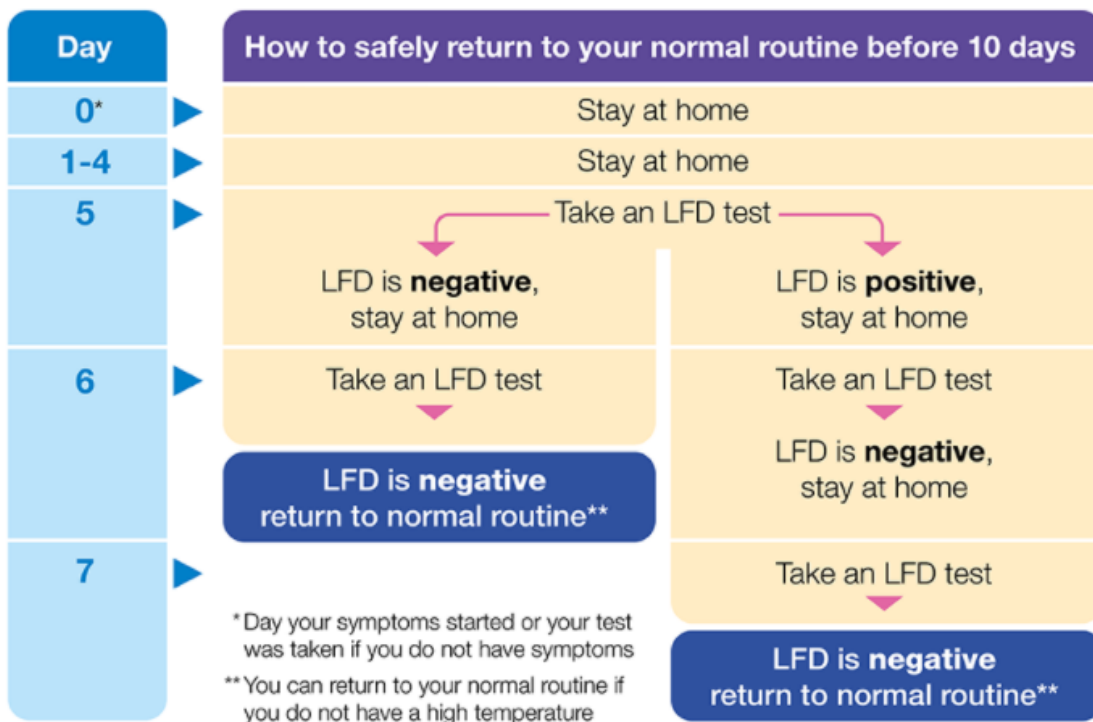 Day
How to safely return to your normal routine before 10 days
0*
Stay at home
1-4
Stay at home
5
Take an LFD test
LFD is negative,
stay at home
LFD is positive,
stay at home
6
Take an LFD test
LFD is negative
return to normal routine**
Take an LFD test
LFD is negative,
stay at home
7
Take an LFD test
LFD is negative
return to normal routine**
* Day your symptoms started or your test
was taken if you do not have symptoms
** You can return to your normal routine if
you do not have a high temperature